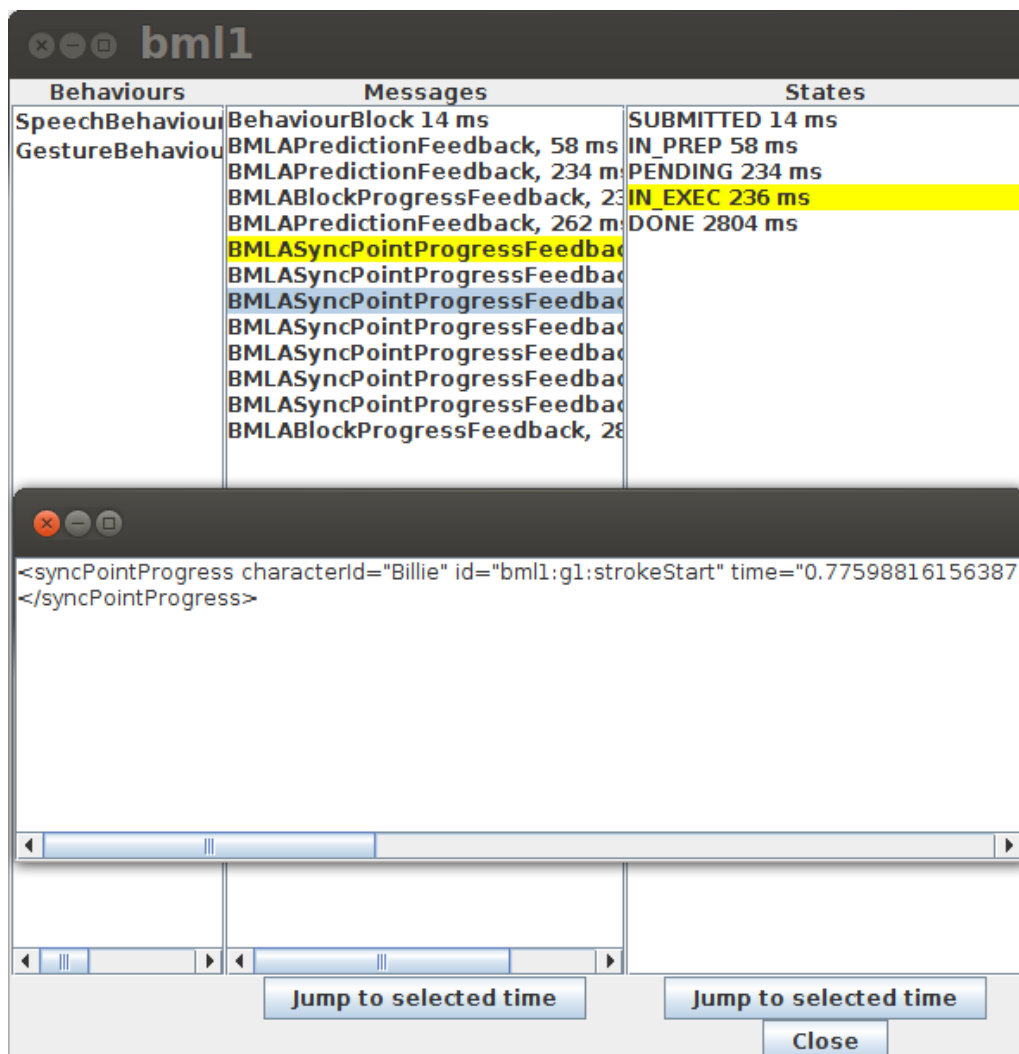 bml1
Behaviours
SpeechBehaviour
GestureBehaviou
Messages
BehaviourBlock 14 ms
BMLAPredictionFeedback, 58 ms
BMLAPredictionFeedback, 234 m
BMLABlockProgressFeedback, 23
BMLAPredictionFeedback, 262 m
BMLASyncPointProgressFeedbac
BMLASyncPointProgressFeedbac
BMLASyncPointProgressFeedbac
BMLASyncPointProgressFeedbac
BMLASyncPointProgressFeedbac
BMLASyncPointProgressFeedbac
BMLASyncPointProgressFeedbac
BMLABlockProgressFeedback, 28
States
SUBMITTED 14 ms
IN_PREP 58 ms
PENDING 234 ms
IN_EXEC 236 ms
DONE 2804 ms
<syncPointProgress characterId="Billie" id="bml1:g1:strokeStart" time="0.77598816156387
</syncPointProgress>
Jump to selected time
Jump to selected time
Close